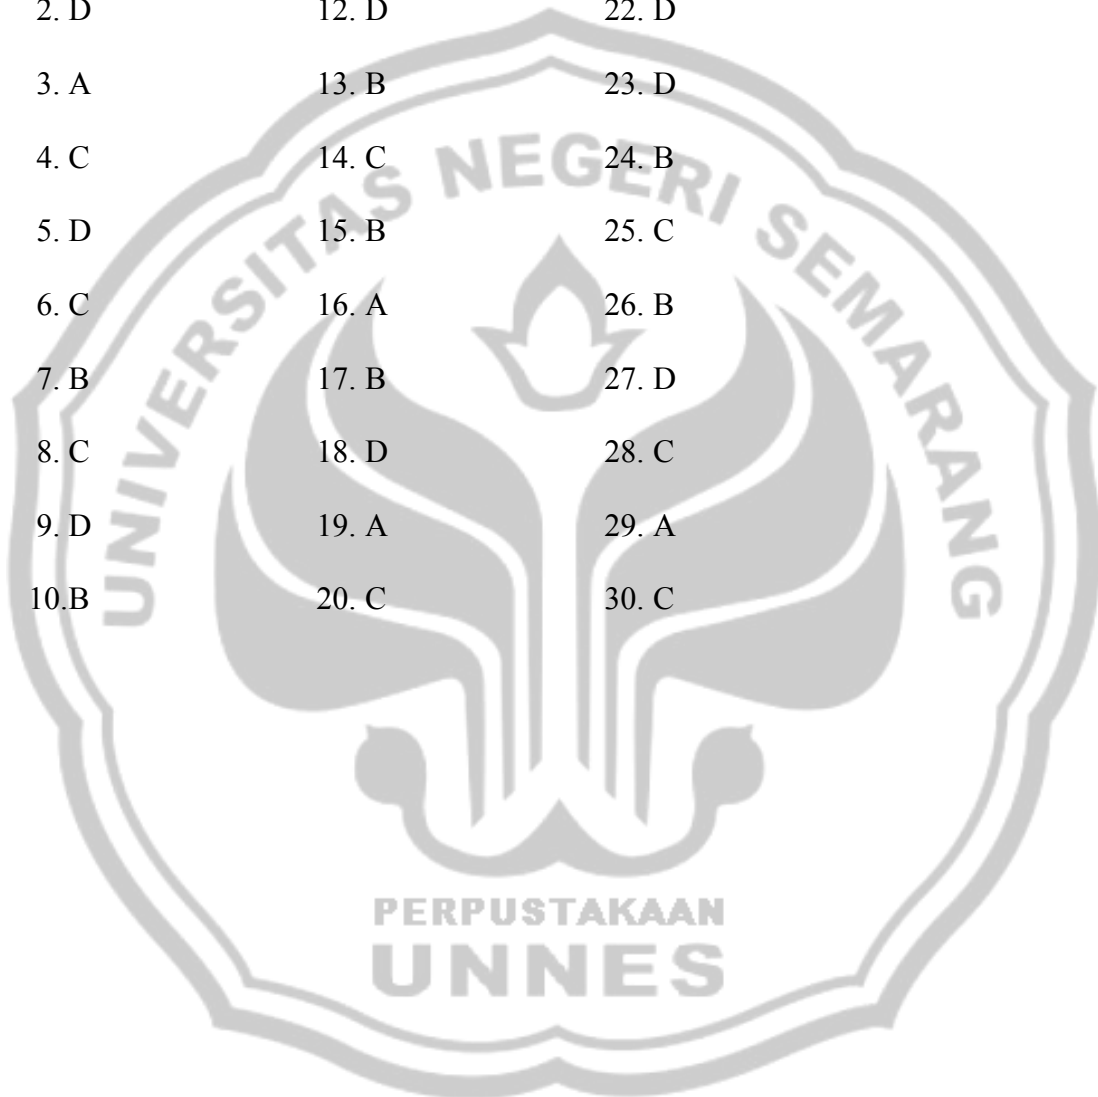 2. D 12. D 22. D
3. A 13. B 23. D
4. C 14. C 24. B
5. D 15. B 25. C
6. C 16. A 26. B
7. B 17. B 27. D
8. C 18. D 28. C
9. D 19. A 29. A
10.B 20. C 30. C
UNIVERSITAS NEGERI SEMARANG
PERPUSTAKAAN
UNNES